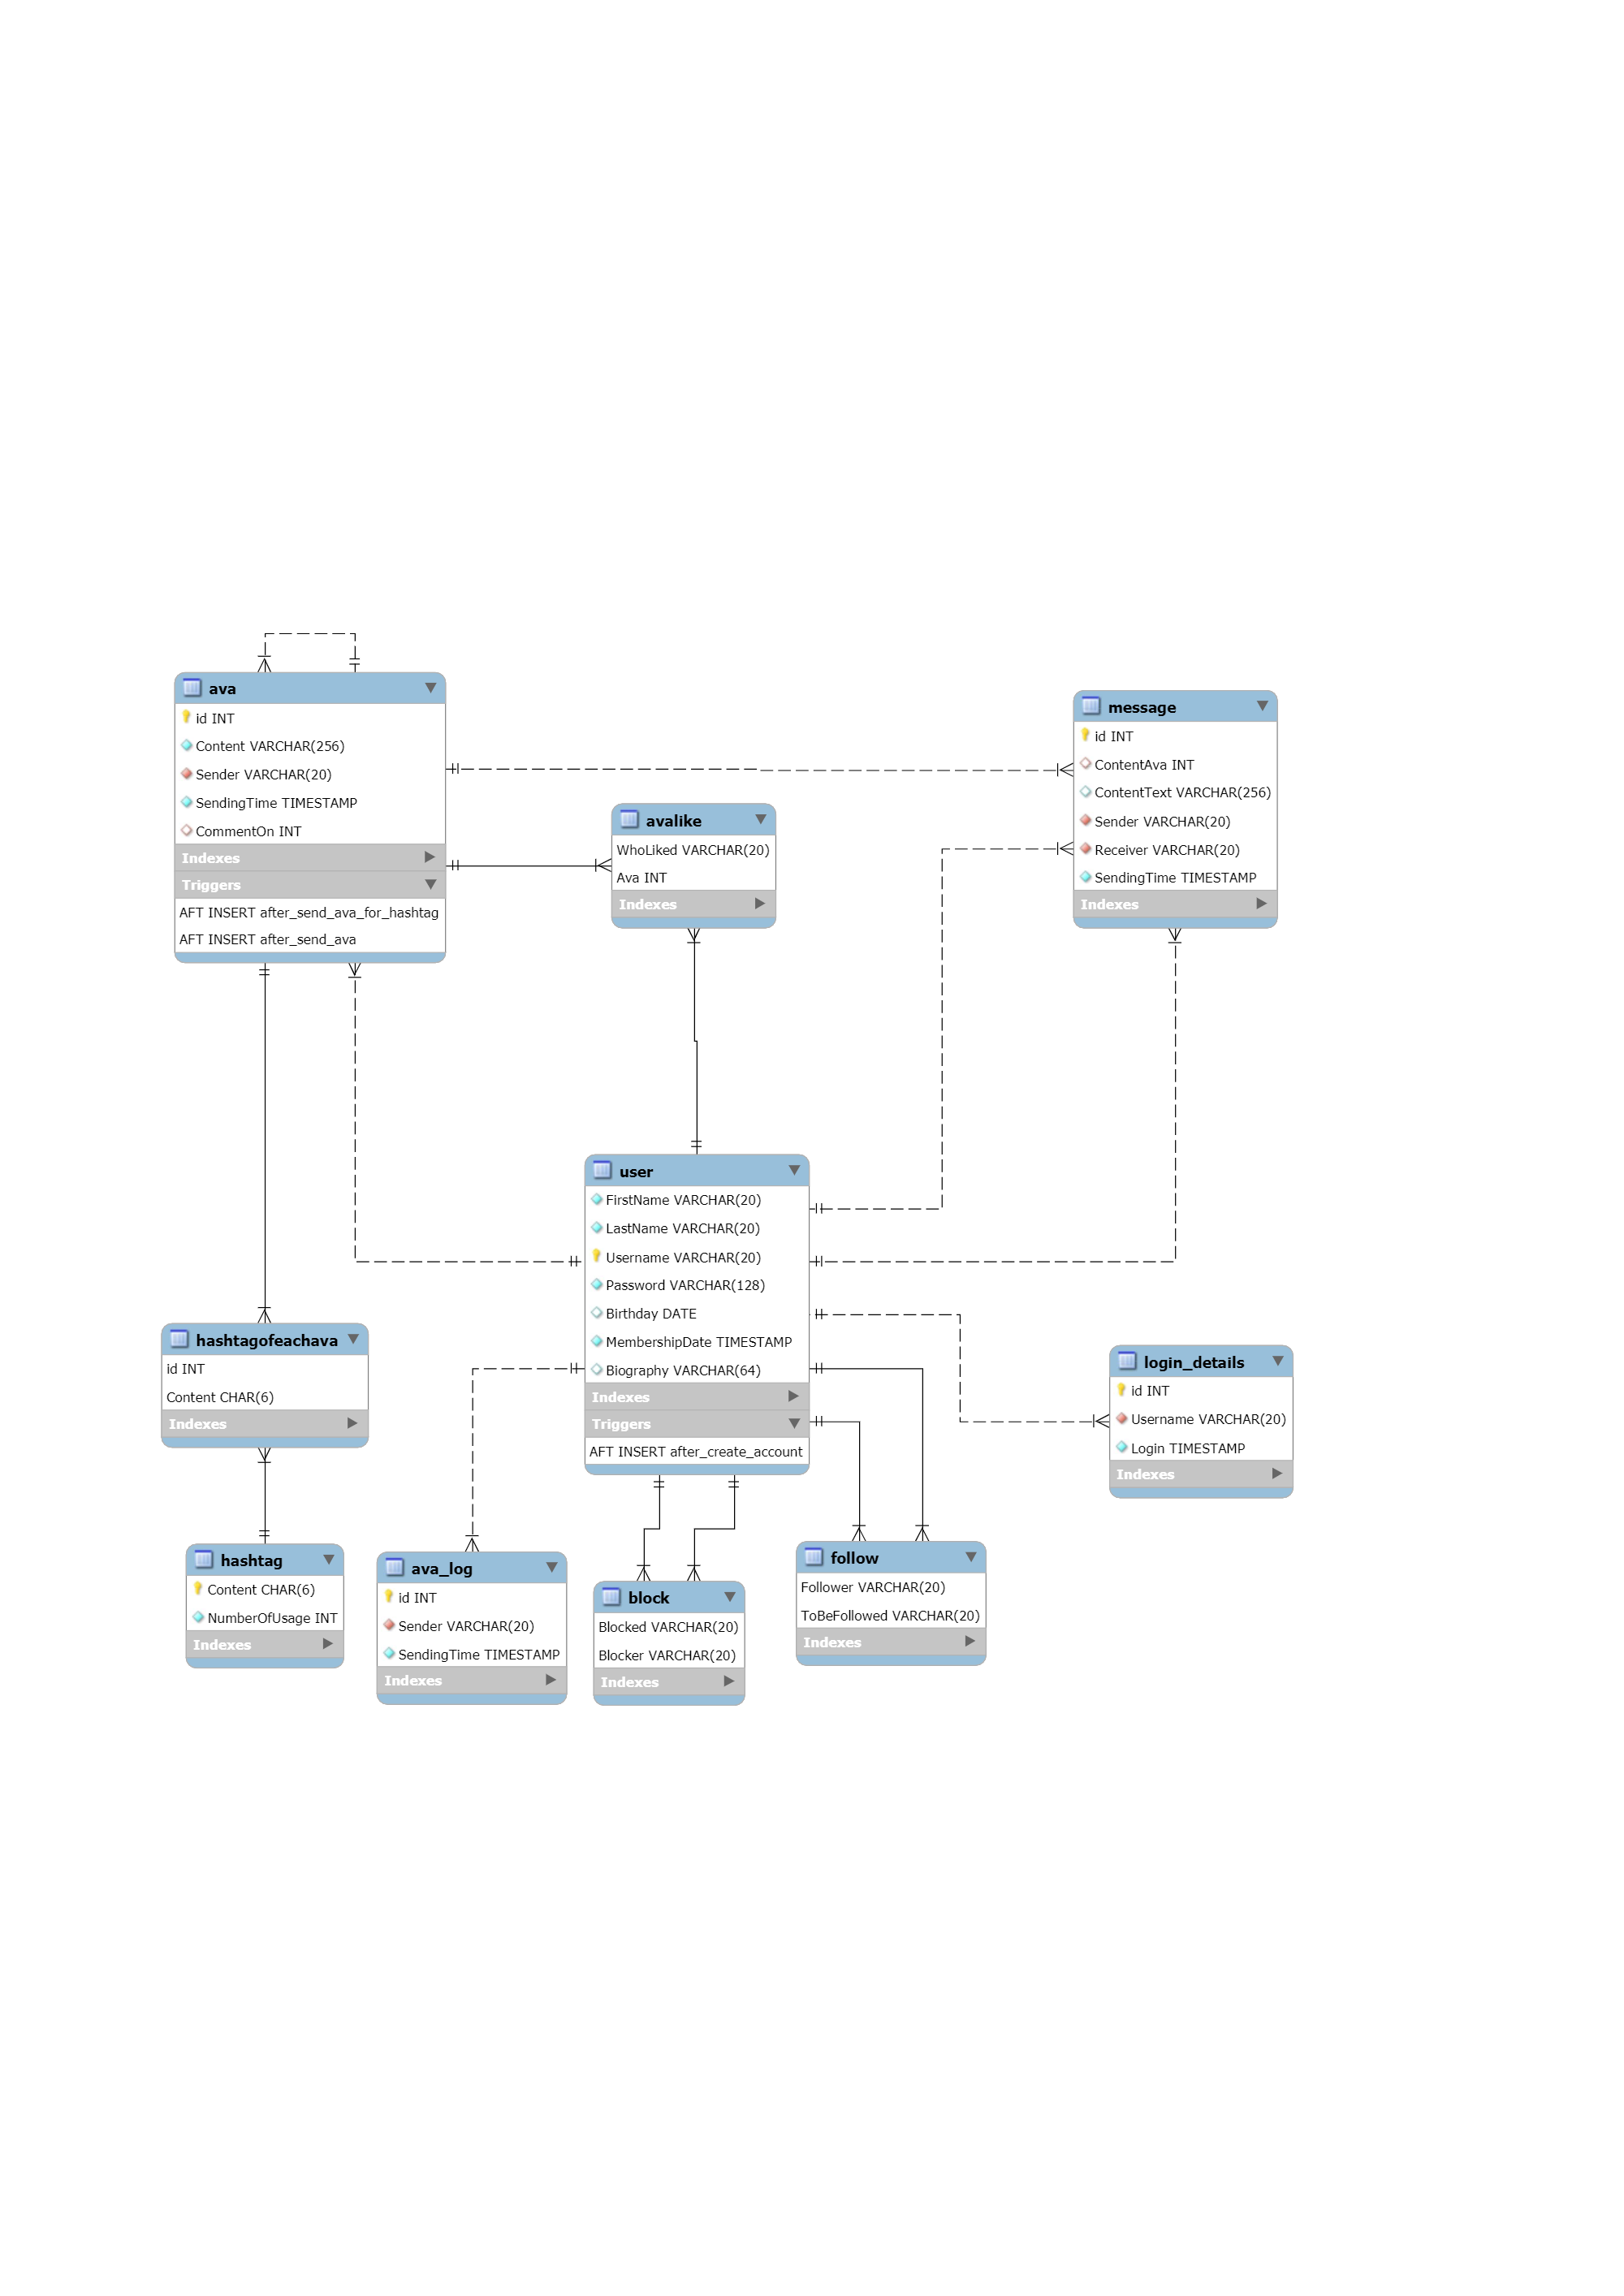 ava
id INT
Content VARCHAR(256)
Sender VARCHAR(20)
SendingTime TIMESTAMP
CommentOn INT
Indexes
Triggers
AFT INSERT after_send_ava_for_hashtag
AFT INSERT after_send_ava
message
id INT
ContentAva INT
ContentText VARCHAR(256)
Sender VARCHAR(20)
Receiver VARCHAR(20)
SendingTime TIMESTAMP
Indexes
avalike
WhoLiked VARCHAR(20)
Ava INT
Indexes
user
FirstName VARCHAR(20)
LastName VARCHAR(20)
Username VARCHAR(20)
Password VARCHAR(128)
Birthday DATE
MembershipDate TIMESTAMP
Biography VARCHAR(64)
Indexes
Triggers
AFT INSERT after_create_account
hashtagofeachava
id INT
Content CHAR(6)
Indexes
login_details
id INT
Username VARCHAR(20)
Login TIMESTAMP
Indexes
hashtag
Content CHAR(6)
NumberOfUsage INT
Indexes
ava_log
id INT
Sender VARCHAR(20)
SendingTime TIMESTAMP
Indexes
block
Blocked VARCHAR(20)
Blocker VARCHAR(20)
Indexes
follow
Follower VARCHAR(20)
ToBeFollowed VARCHAR(20)
Indexes